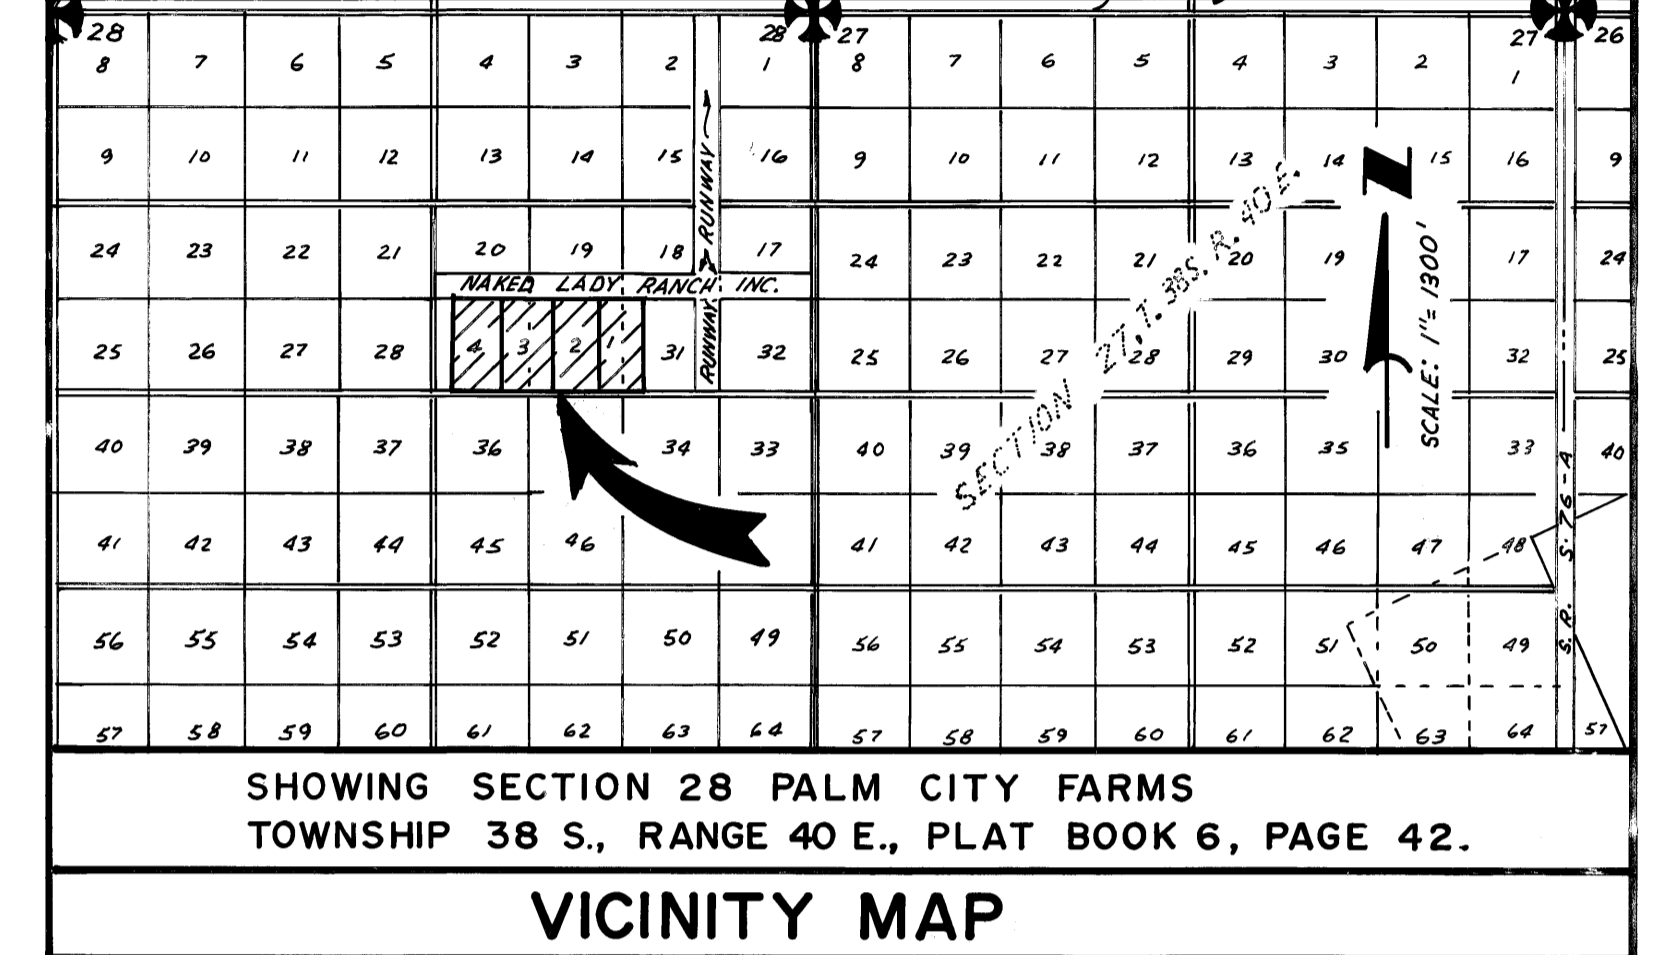 28 28 27 27 26
8 7 6 5 4 3 2 1 8 7 6 5 4 3 2 1
9 10 11 12 13 14 15 16 9 10 11 12 13 14 15 16 9
RUNWAY
24 23 22 21 20 19 18 17 24 23 22 21 20 19 17 24
NAKED LADY RANCH INC.
RUNWAY
25 26 27 28 4 3 2 1 31 32 25 26 27 28 29 30 32 25
40 39 38 37 36 34 33 40 39 38 37 36 35 33 40
41 42 43 44 45 46 41 42 43 44 45 46 47 48
56 55 54 53 52 51 50 49 56 55 54 53 52 51 50 49
57 58 59 60 61 62 63 64 57 58 59 60 61 62 63 64 57
SECTION 27, T. 38S. R. 40E.
N
SCALE: 1"= 1300'
S.R. S-76-A
SHOWING SECTION 28 PALM CITY FARMS
TOWNSHIP 38 S., RANGE 40 E., PLAT BOOK 6, PAGE 42.
VICINITY MAP